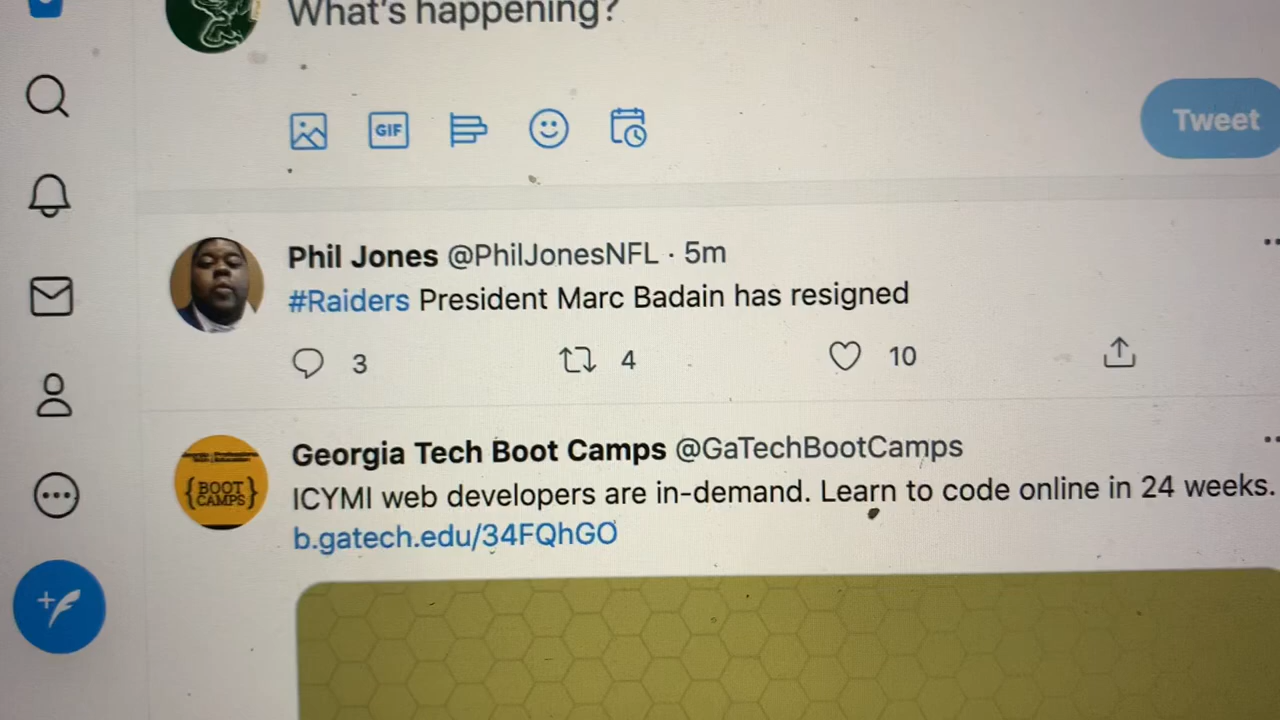 What's happening?
GIF
Tweet
Phil Jones @PhilJonesNFL · 5m
#Raiders President Marc Badain has resigned
3 4 10
Georgia Tech Boot Camps @GaTechBootCamps
{BOOT
CAMPS}
ICYMI web developers are in-demand. Learn to code online in 24 weeks.
b.gatech.edu/34FQhGO